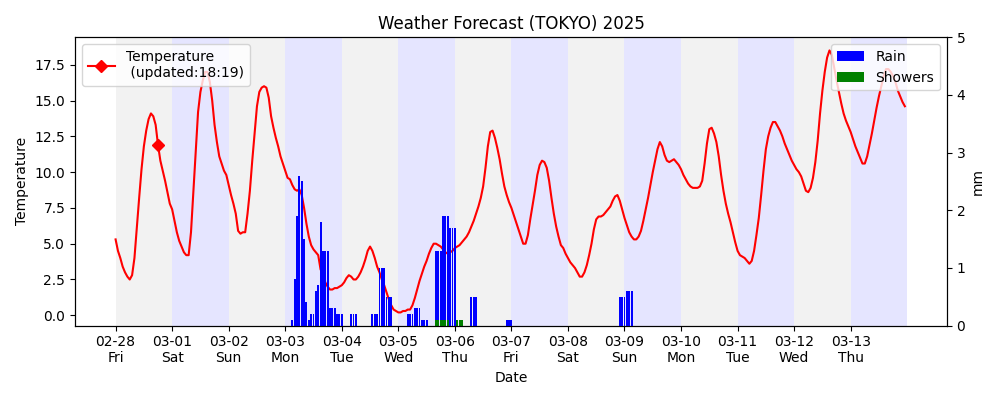 Weather Forecast (TOKYO) 2025
Temperature
(updated:18:19)
Rain
Showers
Temperature
17.5
15.0
12.5
10.0
7.5
5.0
2.5
0.0
5
4
3
2
1
0
mm
02-28 03-01 03-02 03-03 03-04 03-05 03-06 03-07 03-08 03-09 03-10 03-11 03-12 03-13
Fri Sat Sun Mon Tue Wed Thu Fri Sat Sun Mon Tue Wed Thu
Date